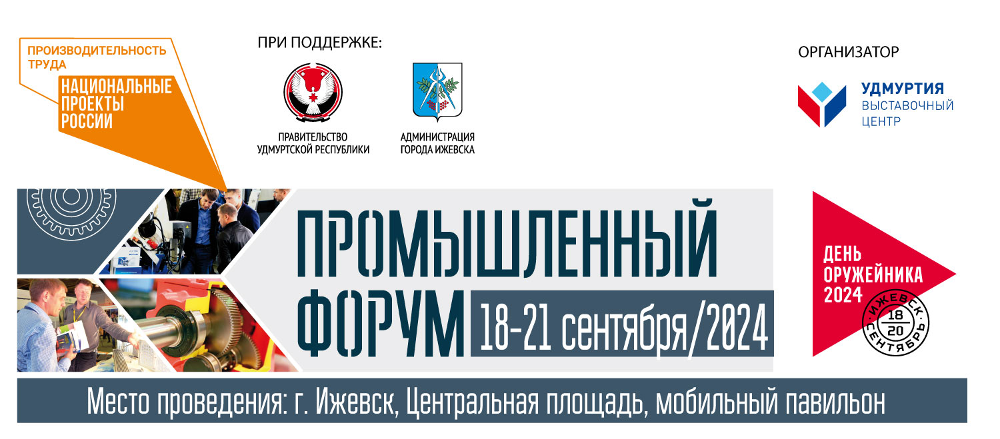 ПРОИЗВОДИТЕЛЬНОСТЬ
ТРУДА
НАЦИОНАЛЬНЫЕ
ПРОЕКТЫ
РОССИИ
ПРИ ПОДДЕРЖКЕ:
ПРАВИТЕЛЬСТВО
УДМУРТСКОЙ РЕСПУБЛИКИ
АДМИНИСТРАЦИЯ
ГОРОДА ИЖЕВСКА
ОРГАНИЗАТОР
УДМУРТИЯ
ВЫСТАВОЧНЫЙ
ЦЕНТР
ПРОМЫШЛЕННЫЙ
ФОРУМ
18-21 сентября/2024
ДЕНЬ
ОРУЖЕЙНИКА
2024
ИЖЕВСК
18
20
СЕНТЯБРЬ
Место проведения: г. Ижевск, Центральная площадь, мобильный павильон